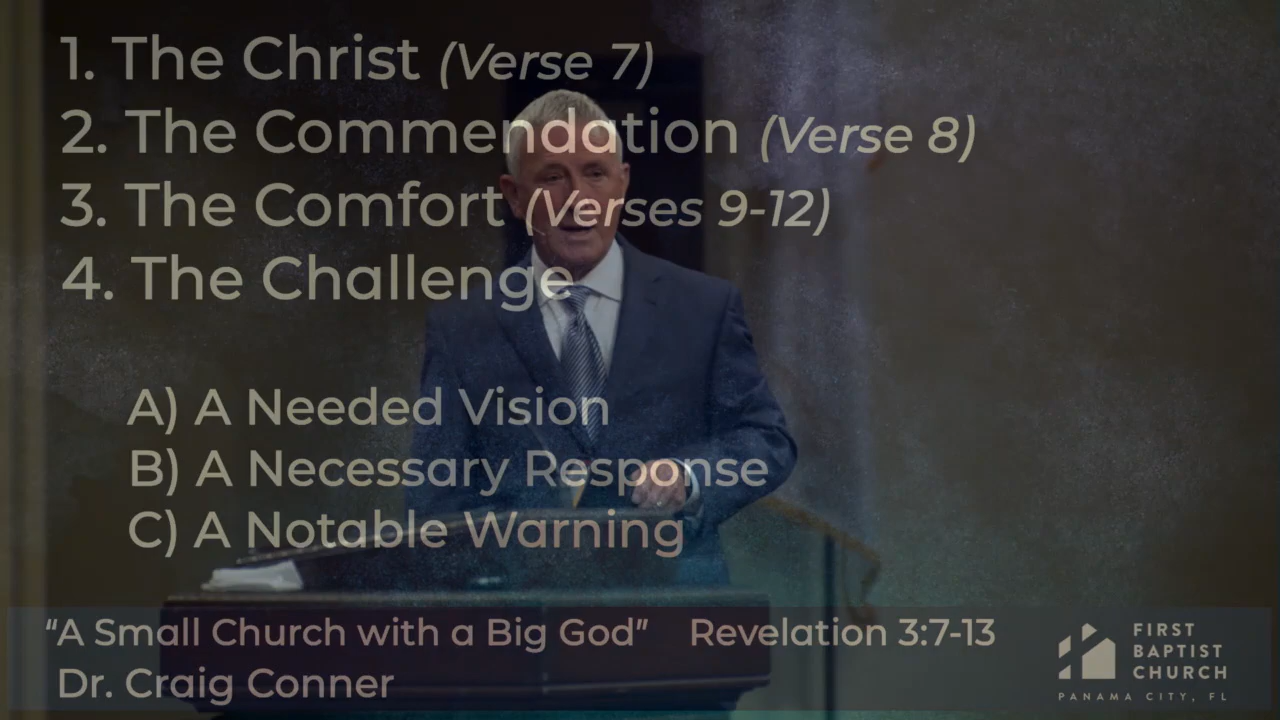 1. The Christ (Verse 7)
2. The Commendation (Verse 8)
3. The Comfort (Verses 9-12)
4. The Challenge
A) A Needed Vision
B) A Necessary Response
C) A Notable Warning
“A Small Church with a Big God” Revelation 3:7-13
Dr. Craig Conner
FIRST
BAPTIST
CHURCH
PANAMA CITY, FL